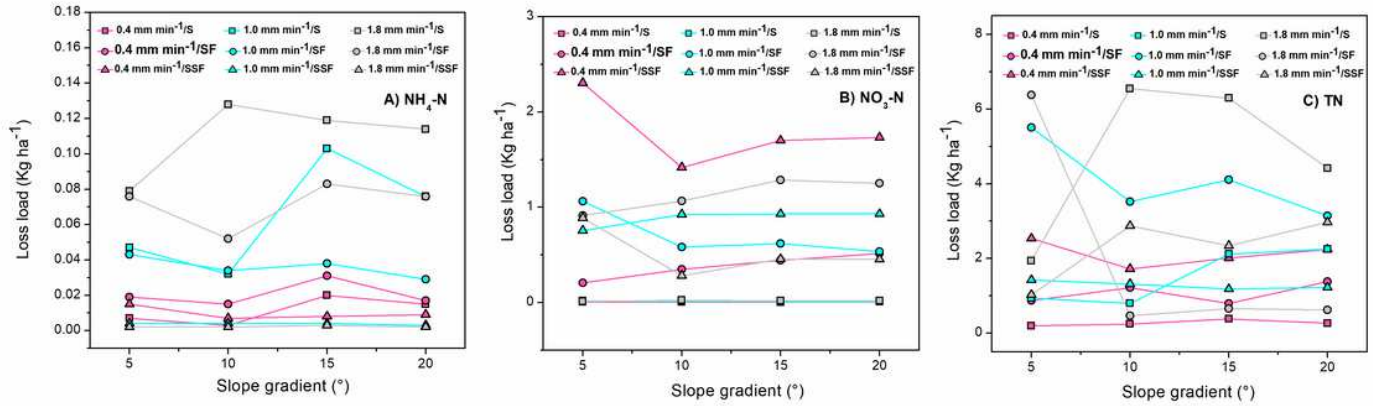 0.18
0.16
0.14
0.12
0.10
0.08
0.06
0.04
0.02
0.00
Loss load (Kg ha⁻¹)
0.4 mm min⁻¹/S 1.0 mm min⁻¹/S 1.8 mm min⁻¹/S
0.4 mm min⁻¹/SF 1.0 mm min⁻¹/SF 1.8 mm min⁻¹/SF
0.4 mm min⁻¹/SSF 1.0 mm min⁻¹/SSF 1.8 mm min⁻¹/SSF
A) NH₄-N
5 10 15 20
Slope gradient (°)
3
2
1
0
Loss load (Kg ha⁻¹)
0.4 mm min⁻¹/S 1.0 mm min⁻¹/S 1.8 mm min⁻¹/S
0.4 mm min⁻¹/SF 1.0 mm min⁻¹/SF 1.8 mm min⁻¹/SF
0.4 mm min⁻¹/SSF 1.0 mm min⁻¹/SSF 1.8 mm min⁻¹/SSF
B) NO₃-N
5 10 15 20
Slope gradient (°)
8
6
4
2
0
Loss load (Kg ha⁻¹)
0.4 mm min⁻¹/S 1.0 mm min⁻¹/S 1.8 mm min⁻¹/S
0.4 mm min⁻¹/SF 1.0 mm min⁻¹/SF 1.8 mm min⁻¹/SF
0.4 mm min⁻¹/SSF 1.0 mm min⁻¹/SSF 1.8 mm min⁻¹/SSF
C) TN
5 10 15 20
Slope gradient (°)